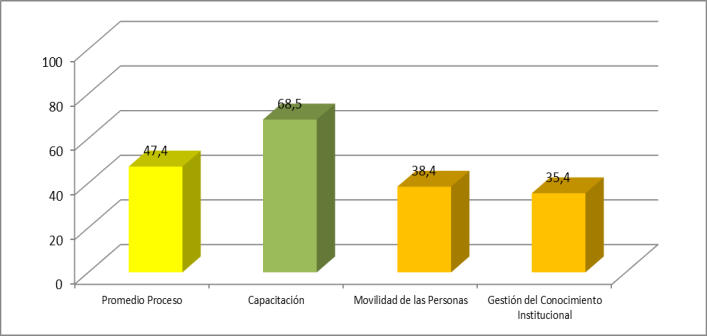 100
80
60
40
20
0
47,4
68,5
38,4
35,4
Promedio Proceso
Capacitación
Movilidad de las Personas
Gestión del Conocimiento
Institucional